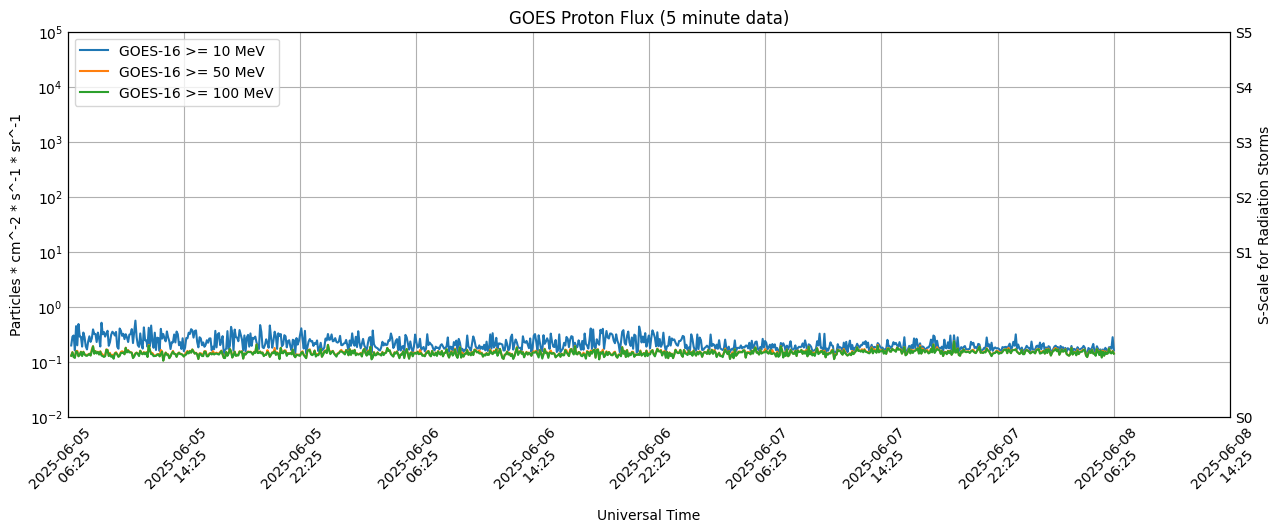 GOES Proton Flux (5 minute data)
GOES-16 >= 10 MeV
GOES-16 >= 50 MeV
GOES-16 >= 100 MeV
10^5
10^4
10^3
10^2
10^1
10^0
10^-1
10^-2
Particles * cm^-2 * s^-1 * sr^-1
S5
S4
S3
S2
S1
S0
S-Scale for Radiation Storms
2025-06-05
06:25
2025-06-05
14:25
2025-06-05
22:25
2025-06-06
06:25
2025-06-06
14:25
2025-06-06
22:25
2025-06-07
06:25
2025-06-07
14:25
2025-06-07
22:25
2025-06-08
06:25
2025-06-08
14:25
Universal Time